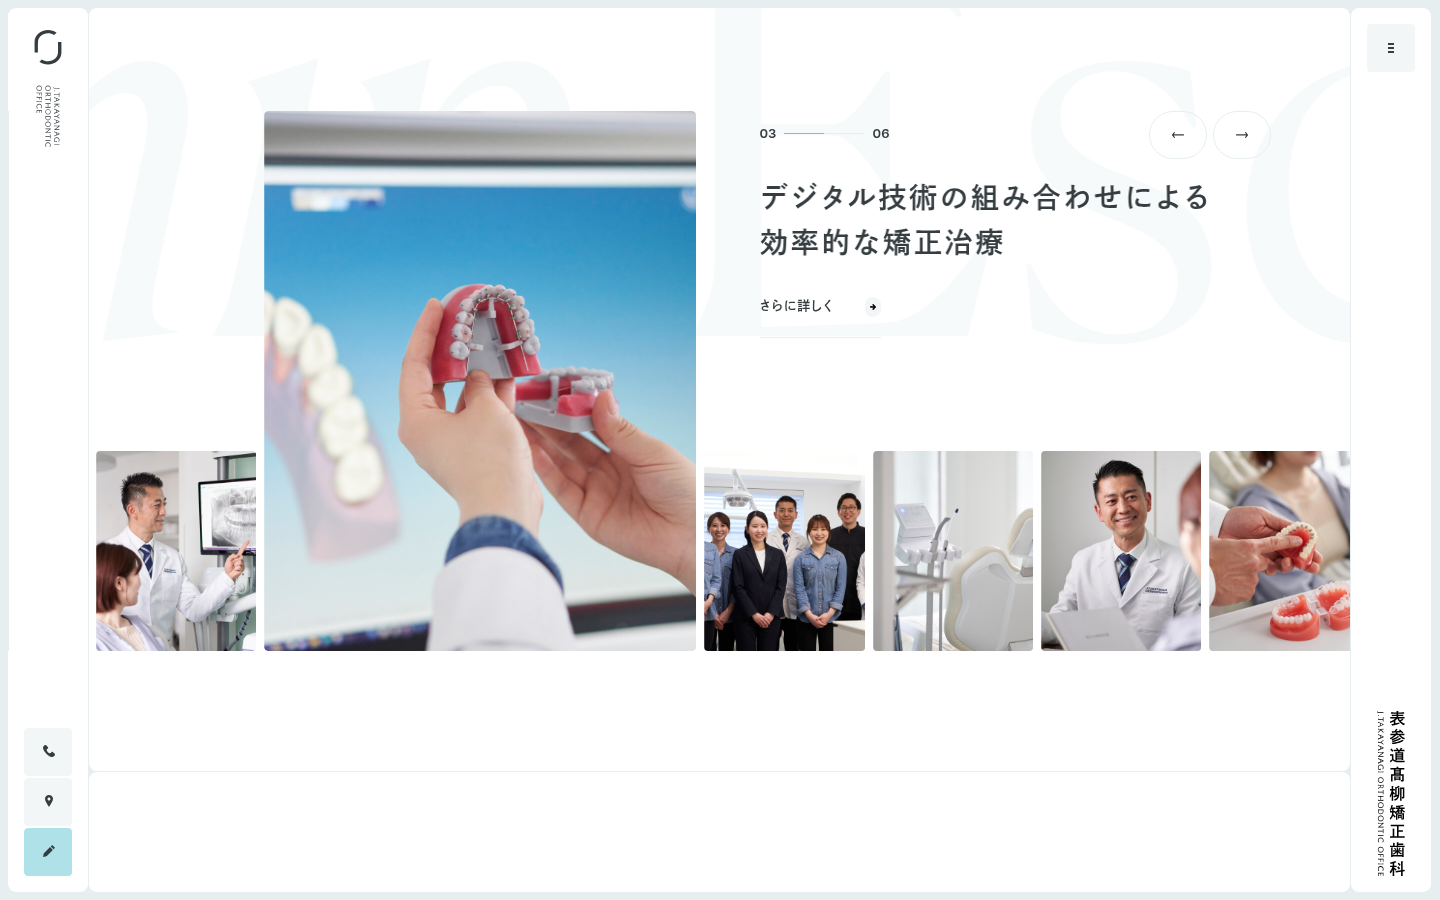 J.TAKAYANAGI
ORTHODONTIC
OFFICE
03
06
デジタル技術の組み合わせによる
効率的な矯正治療
さらに詳しく
表参道髙柳矯正歯科
J.TAKAYANAGI ORTHODONTIC OFFICE